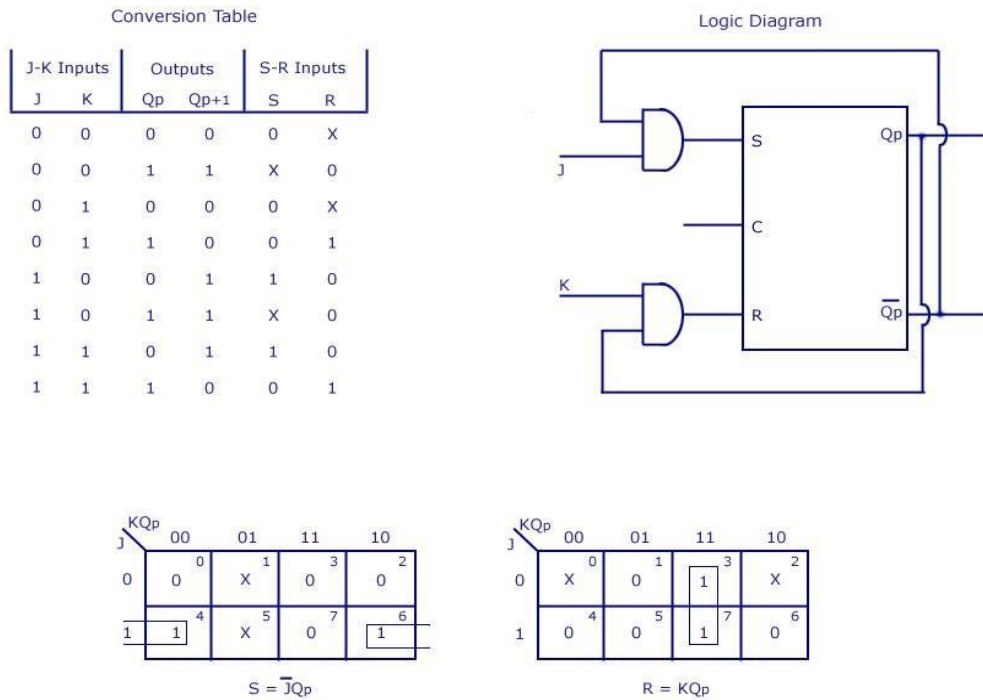 Conversion Table
J-K Inputs Outputs S-R Inputs
J K Qp Qp+1 S R
0 0 0 0 0 X
0 0 1 1 X 0
0 1 0 0 0 X
0 1 1 0 0 1
1 0 0 1 1 0
1 0 1 1 X 0
1 1 0 1 1 0
1 1 1 0 0 1
Logic Diagram
S Qp
J
C
K
R Q̅p̅
KQp
J 00 01 11 10
0 0 0 X 1 0 3 0 2
1 1 4 X 5 0 7 1 6
S = J̅Qp
KQp
J 00 01 11 10
0 X 0 0 1 1 3 X 2
1 0 4 0 5 1 7 0 6
R = KQp